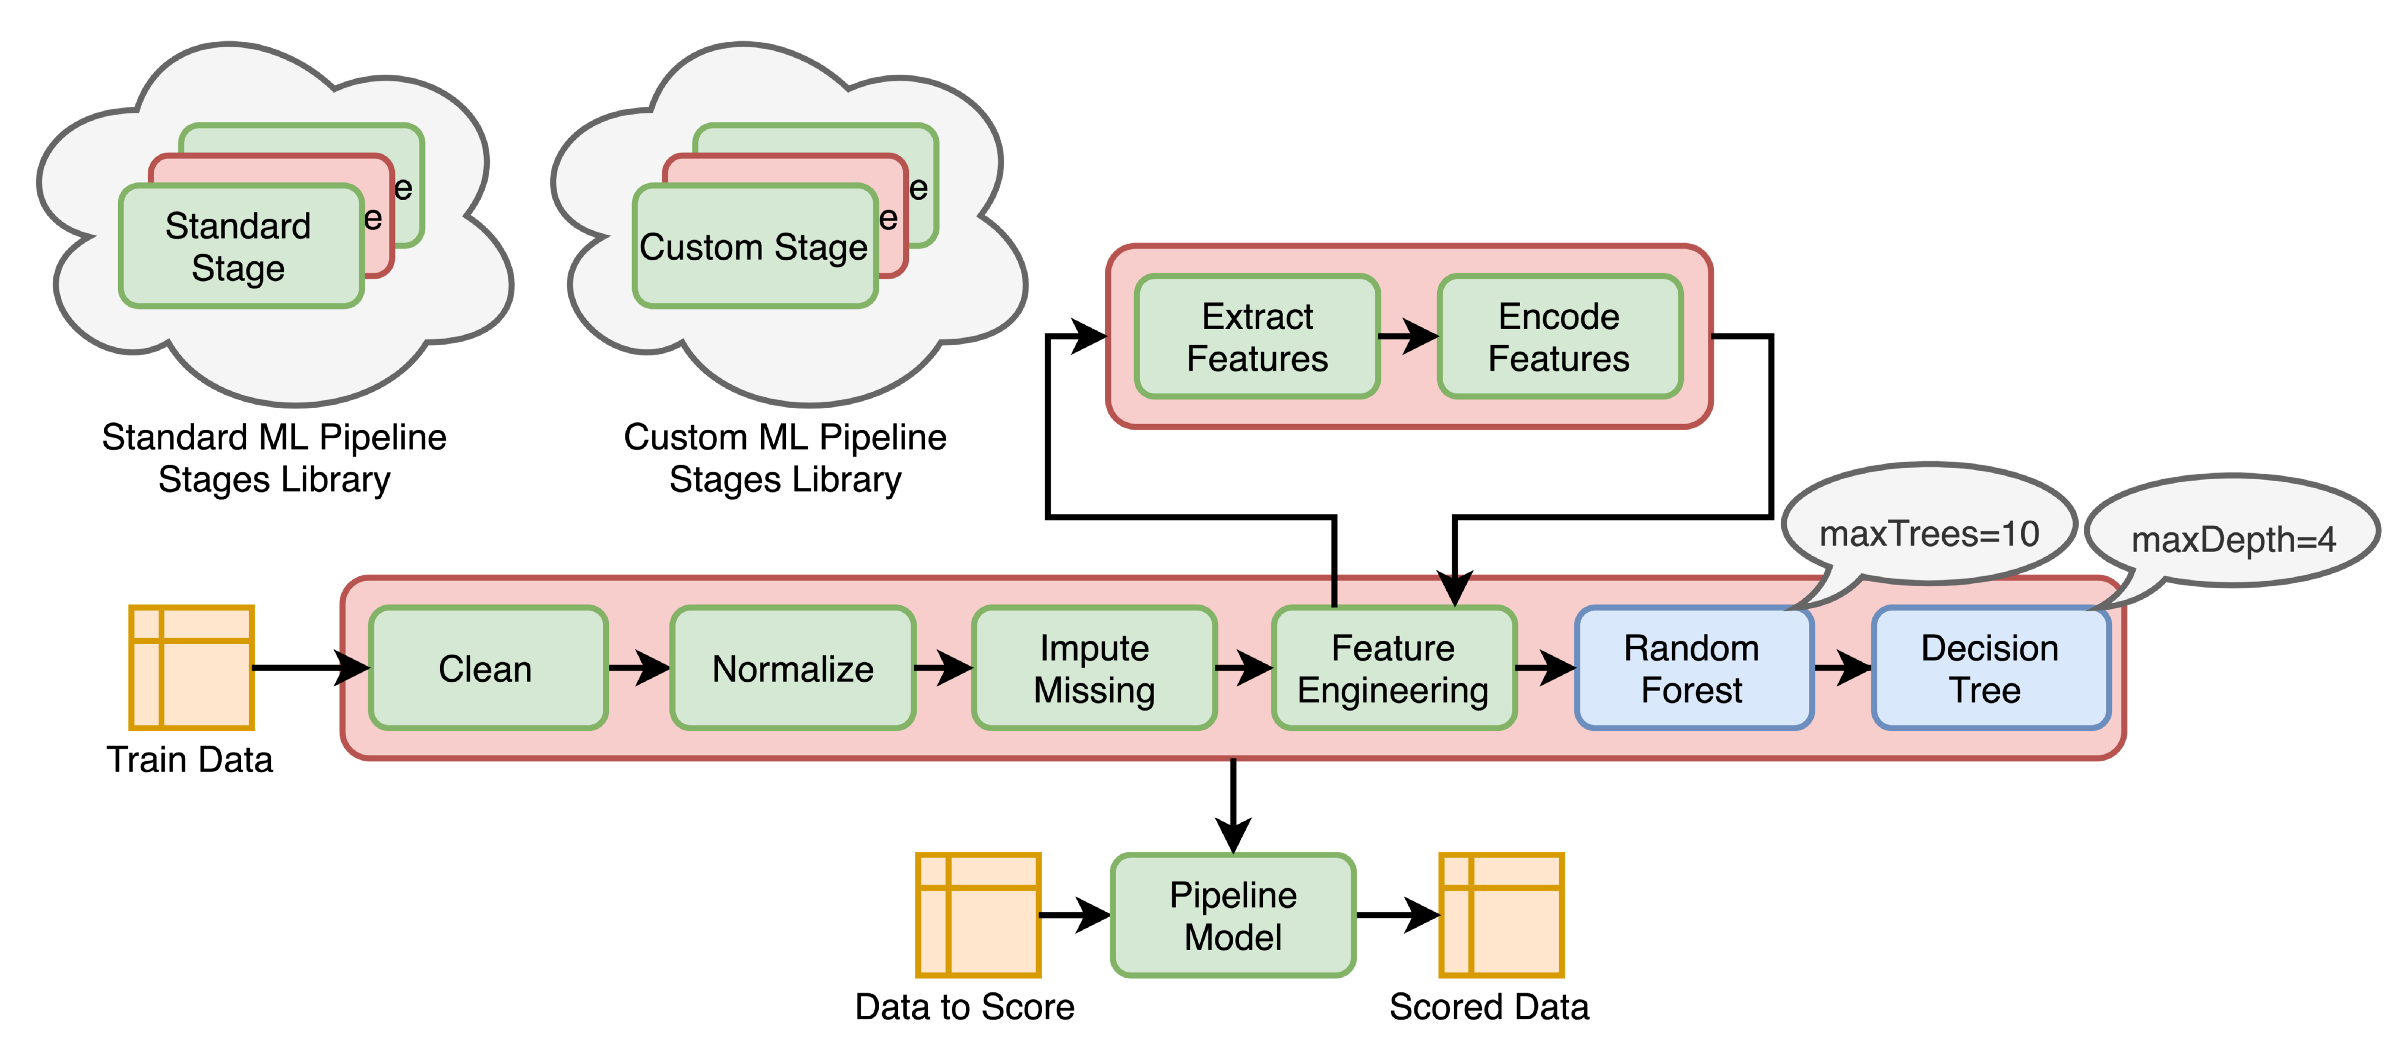 Standard
Stage
e
e
Custom Stage
e
e
Standard ML Pipeline
Stages Library
Custom ML Pipeline
Stages Library
Extract
Features
Encode
Features
maxTrees=10
maxDepth=4
Clean
Normalize
Impute
Missing
Feature
Engineering
Random
Forest
Decision
Tree
Train Data
Pipeline
Model
Data to Score
Scored Data